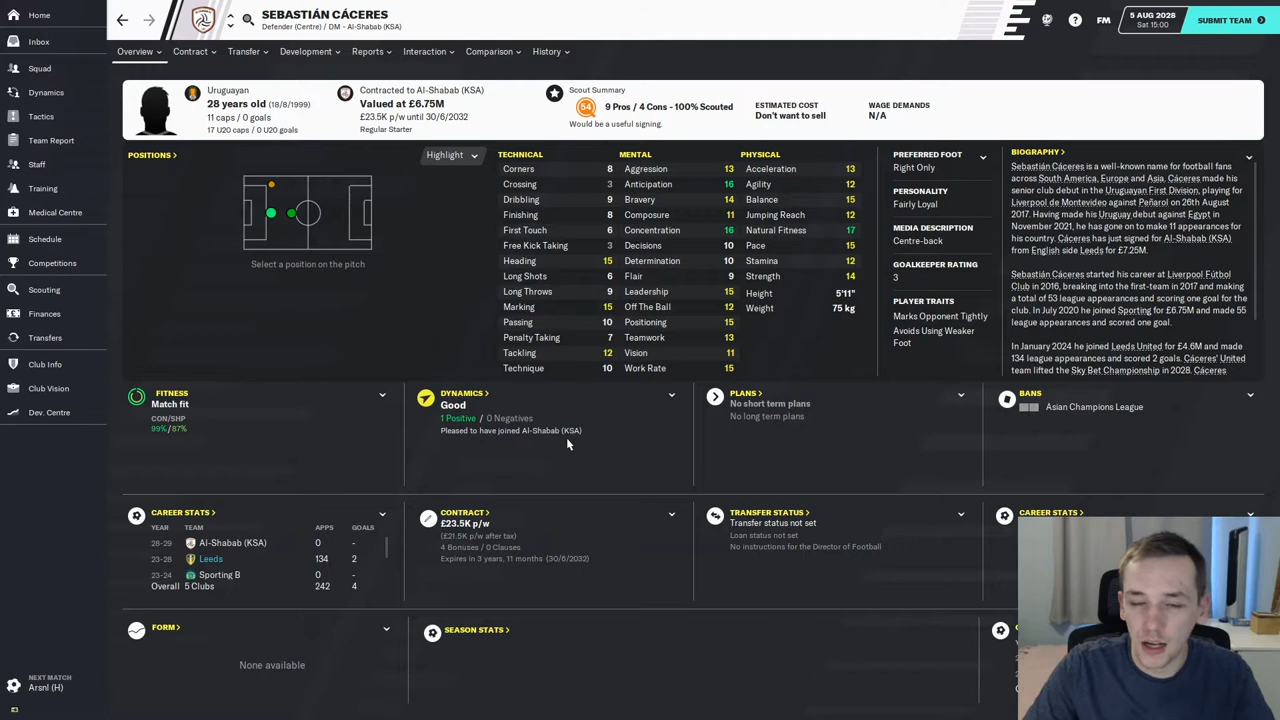 Home
Inbox
Squad
Dynamics
Tactics
Team Report
Staff
Training
Medical Centre
Schedule
Competitions
Scouting
Finances
Transfers
Club Info
Club Vision
Dev. Centre
NEXT MATCH
Arsnl (H)
SEBASTIÁN CÁCERES
Defender (Centre) / DM - Al-Shabab (KSA)
FM
5 AUG 2028
Sat 15:00
SUBMIT TEAM
Overview
Contract
Transfer
Development
Reports
Interaction
Comparison
History
Uruguayan
28 years old (18/8/1999)
11 caps / 0 goals
17 U20 caps / 0 U20 goals
Contracted to Al-Shabab (KSA)
Valued at £6.75M
£23.5K p/w until 30/6/2032
Regular Starter
Scout Summary
54
9 Pros / 4 Cons - 100% Scouted
Would be a useful signing.
ESTIMATED COST
Don't want to sell
WAGE DEMANDS
N/A
POSITIONS
Highlight
Select a position on the pitch
TECHNICAL
Corners 8
Crossing 3
Dribbling 9
Finishing 8
First Touch 6
Free Kick Taking 3
Heading 15
Long Shots 6
Long Throws 9
Marking 15
Passing 10
Penalty Taking 7
Tackling 12
Technique 10
MENTAL
Aggression 13
Anticipation 16
Bravery 14
Composure 11
Concentration 16
Decisions 10
Determination 10
Flair 9
Leadership 15
Off The Ball 12
Positioning 15
Teamwork 13
Vision 11
Work Rate 15
PHYSICAL
Acceleration 13
Agility 12
Balance 15
Jumping Reach 12
Natural Fitness 17
Pace 15
Stamina 12
Strength 14
Height 5'11"
Weight 75 kg
PREFERRED FOOT
Right Only
PERSONALITY
Fairly Loyal
MEDIA DESCRIPTION
Centre-back
GOALKEEPER RATING
3
PLAYER TRAITS
Marks Opponent Tightly
Avoids Using Weaker
Foot
BIOGRAPHY
Sebastián Cáceres is a well-known name for football fans
across South America, Europe and Asia. Cáceres made his
senior club debut in the Uruguayan First Division, playing for
Liverpool de Montevideo against Peñarol on 26th August
2017. Having made his Uruguay debut against Egypt in
November 2021, he has gone on to make 11 appearances for
his country. Cáceres has just signed for Al-Shabab (KSA)
from English side Leeds for £7.25M.
Sebastián Cáceres started his career at Liverpool Fútbol
Club in 2016, breaking into the first-team in 2017 and making
a total of 53 league appearances and scoring one goal for the
club. In July 2020 he joined Sporting for £6.75M and made 55
league appearances and scored one goal.
In January 2024 he joined Leeds United for £4.6M and made
134 league appearances and scored 2 goals. Cáceres' United
team lifted the Sky Bet Championship in 2028. Cáceres
FITNESS
Match fit
CON/SHP
99%/87%
DYNAMICS
Good
1 Positive / 0 Negatives
Pleased to have joined Al-Shabab (KSA)
PLANS
No short term plans
No long term plans
BANS
Asian Champions League
CAREER STATS
YEAR TEAM APPS GOALS
28-29 Al-Shabab (KSA) 0 -
23-28 Leeds 134 2
23-24 Sporting B 0 -
Overall 5 Clubs 242 4
CONTRACT
£23.5K p/w
(£21.5K p/w after tax)
4 Bonuses / 0 Clauses
Expires in 3 years, 11 months (30/6/2032)
TRANSFER STATUS
Transfer status not set
Loan status not set
No instructions for the Director of Football
CAREER STATS
FORM
None available
SEASON STATS